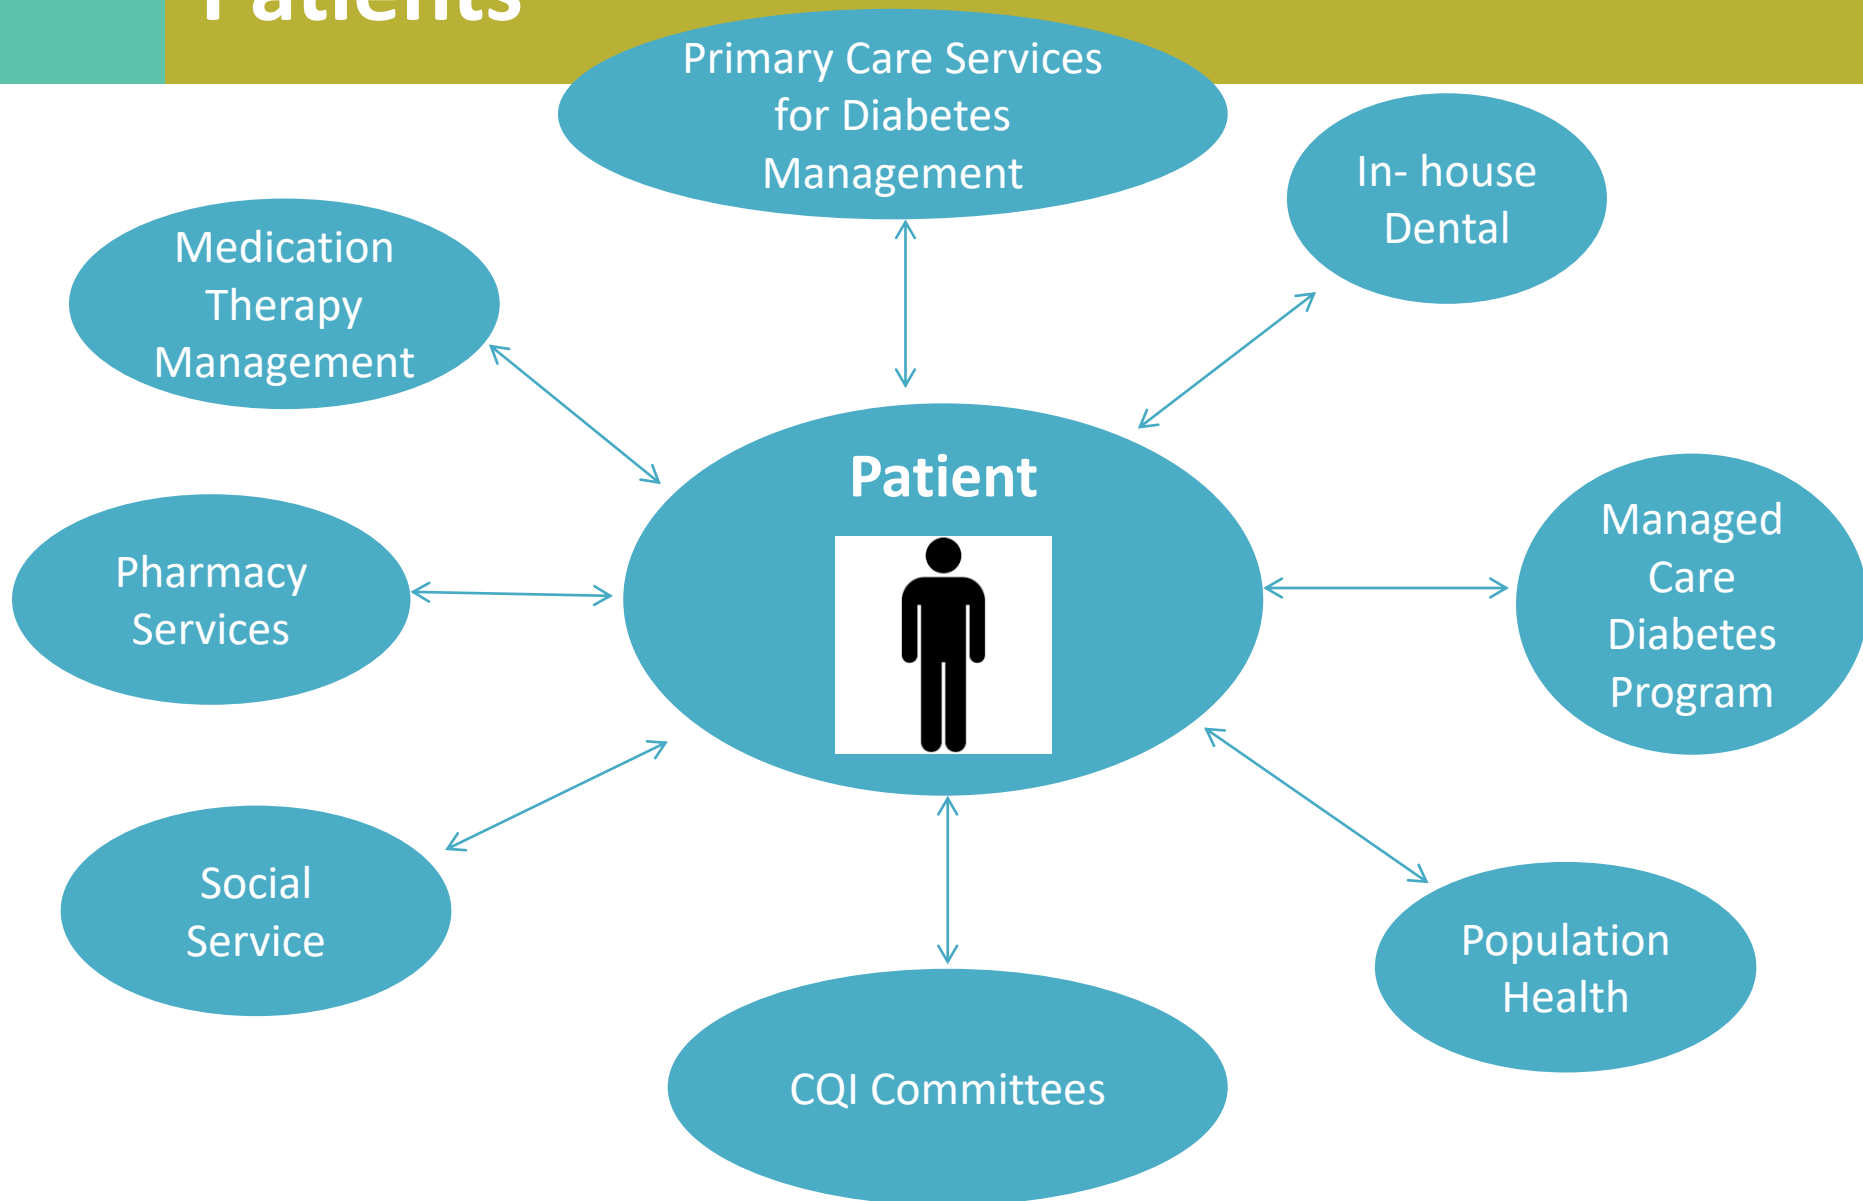 Patients
Primary Care Services
for Diabetes
Management
In- house
Dental
Medication
Therapy
Management
Patient
Managed
Care
Diabetes
Program
Pharmacy
Services
Social
Service
Population
Health
CQI Committees